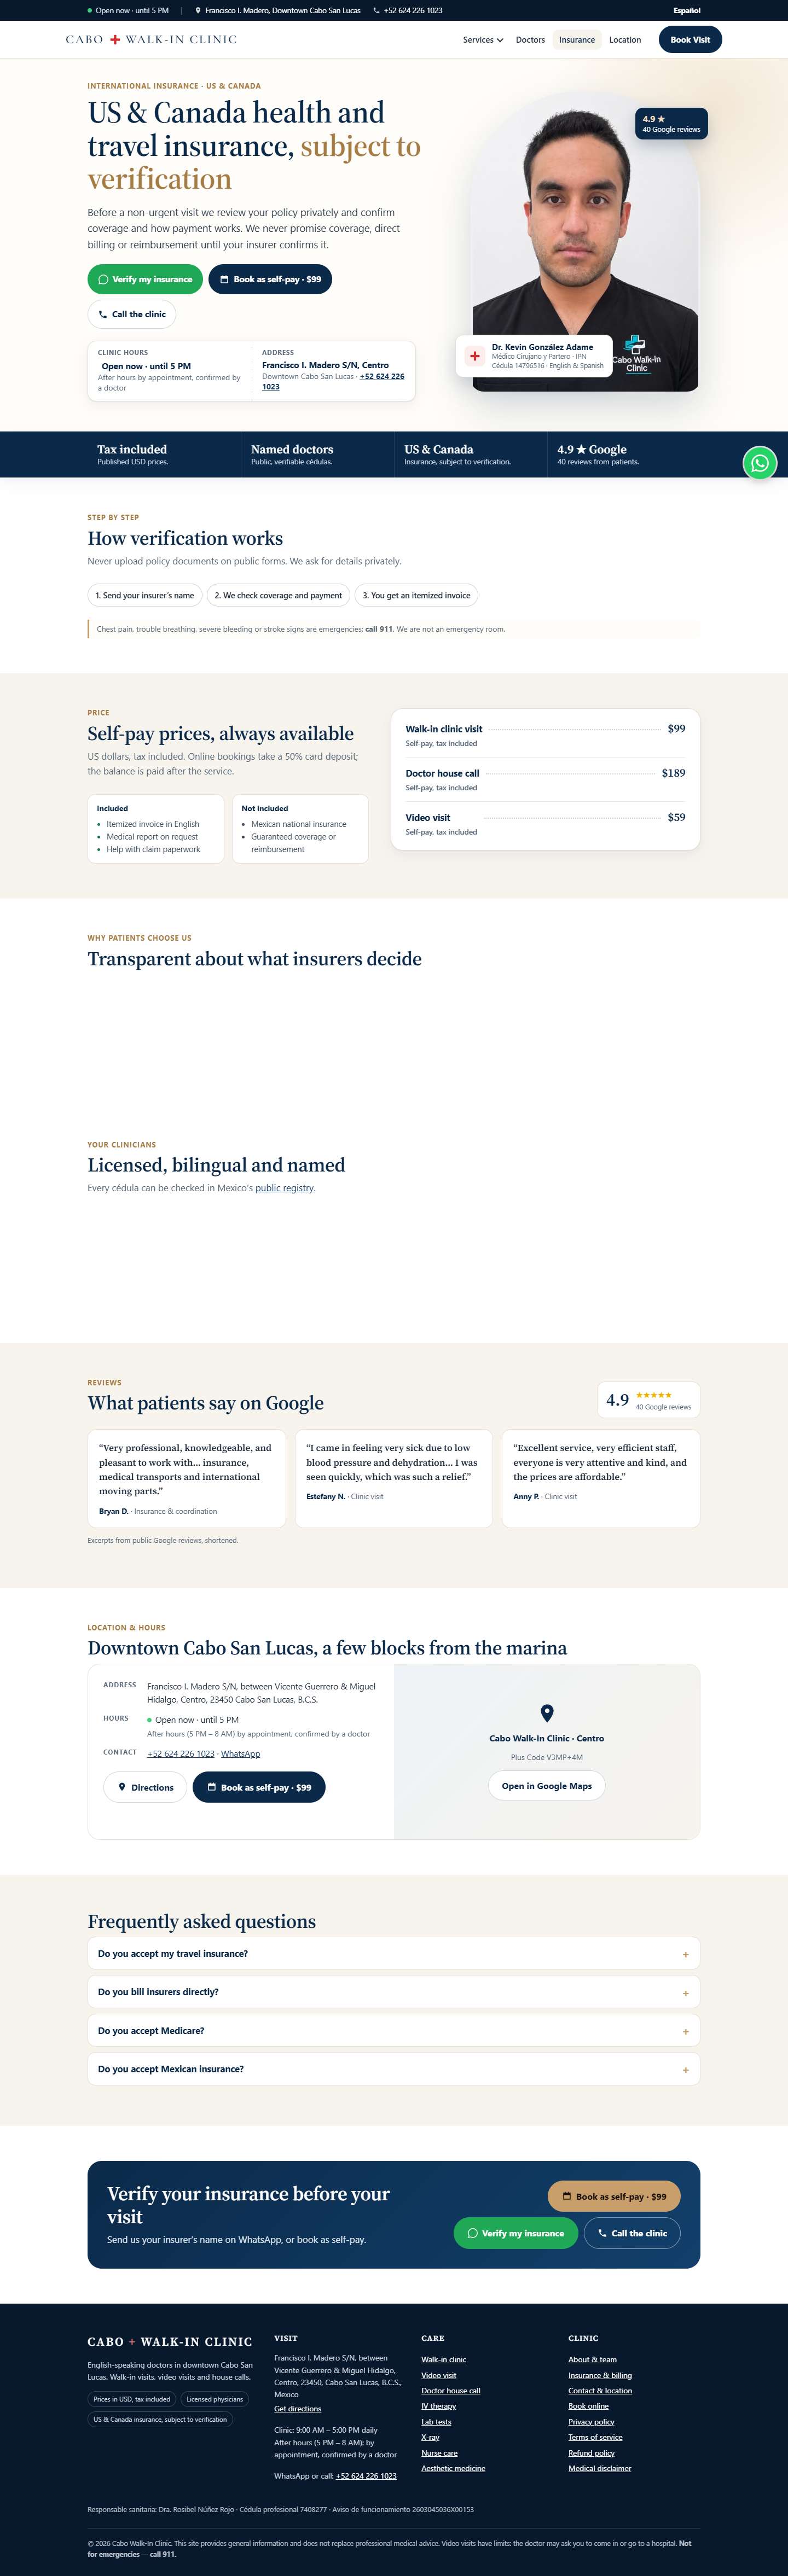 Open now · until 5 PM | Francisco I. Madero, Downtown Cabo San Lucas +52 624 226 1023 Español
CABO WALK-IN CLINIC Services Doctors Insurance Location Book Visit
INTERNATIONAL INSURANCE · US & CANADA
US & Canada health and
travel insurance, subject to
verification
Before a non-urgent visit we review your policy privately and confirm
coverage and how payment works. We never promise coverage, direct
billing or reimbursement until your insurer confirms it.
Verify my insurance Book as self-pay · $99
Call the clinic
CLINIC HOURS
Open now · until 5 PM
After hours by appointment, confirmed by
a doctor
ADDRESS
Francisco I. Madero S/N, Centro
Downtown Cabo San Lucas · +52 624 226
1023
4.9 ★
40 Google reviews
Dr. Kevin González Adame
Médico Cirujano y Partero · IPN
Cédula 14796516 · English & Spanish
Cabo Walk-In
Clinic
Tax included
Published USD prices.
Named doctors
Public, verifiable cédulas.
US & Canada
Insurance, subject to verification.
4.9 ★ Google
40 reviews from patients.
STEP BY STEP
How verification works
Never upload policy documents on public forms. We ask for details privately.
1. Send your insurer's name 2. We check coverage and payment 3. You get an itemized invoice
Chest pain, trouble breathing, severe bleeding or stroke signs are emergencies: call 911. We are not an emergency room.
PRICE
Self-pay prices, always available
US dollars, tax included. Online bookings take a 50% card deposit;
the balance is paid after the service.
Included
• Itemized invoice in English
• Medical report on request
• Help with claim paperwork
Not included
• Mexican national insurance
• Guaranteed coverage or
reimbursement
Walk-in clinic visit $99
Self-pay, tax included
Doctor house call $189
Self-pay, tax included
Video visit $59
Self-pay, tax included
WHY PATIENTS CHOOSE US
Transparent about what insurers decide
YOUR CLINICIANS
Licensed, bilingual and named
Every cédula can be checked in Mexico's public registry.
REVIEWS
What patients say on Google
4.9 ★★★★★
40 Google reviews
“Very professional, knowledgeable, and
pleasant to work with... insurance,
medical transports and international
moving parts.”
Bryan D. · Insurance & coordination
“I came in feeling very sick due to low
blood pressure and dehydration... I was
seen quickly, which was such a relief.”
Estefany N. · Clinic visit
“Excellent service, very efficient staff,
everyone is very attentive and kind, and
the prices are affordable.”
Anny P. · Clinic visit
Excerpts from public Google reviews, shortened.
LOCATION & HOURS
Downtown Cabo San Lucas, a few blocks from the marina
ADDRESS Francisco I. Madero S/N, between Vicente Guerrero & Miguel
Hidalgo, Centro, 23450 Cabo San Lucas, B.C.S.
HOURS Open now · until 5 PM
After hours (5 PM – 8 AM) by appointment, confirmed by a doctor
CONTACT +52 624 226 1023 · WhatsApp
Directions Book as self-pay · $99
Cabo Walk-In Clinic · Centro
Plus Code V3MP+4M
Open in Google Maps
Frequently asked questions
Do you accept my travel insurance? +
Do you bill insurers directly? +
Do you accept Medicare? +
Do you accept Mexican insurance? +
Verify your insurance before your
visit
Send us your insurer's name on WhatsApp, or book as self-pay.
Book as self-pay · $99
Verify my insurance Call the clinic
CABO + WALK-IN CLINIC
English-speaking doctors in downtown Cabo San
Lucas. Walk-in visits, video visits and house calls.
Prices in USD, tax included Licensed physicians
US & Canada insurance, subject to verification
VISIT
Francisco I. Madero S/N, between
Vicente Guerrero & Miguel Hidalgo,
Centro, 23450, Cabo San Lucas, B.C.S.,
Mexico
Get directions
Clinic: 9:00 AM – 5:00 PM daily
After hours (5 PM – 8 AM): by
appointment, confirmed by a doctor
WhatsApp or call: +52 624 226 1023
CARE
Walk-in clinic
Video visit
Doctor house call
IV therapy
Lab tests
X-ray
Nurse care
Aesthetic medicine
CLINIC
About & team
Insurance & billing
Contact & location
Book online
Privacy policy
Terms of service
Refund policy
Medical disclaimer
Responsable sanitaria: Dra. Rosibel Núñez Rojo · Cédula profesional 7408277 · Aviso de funcionamiento 2603045036X00153
© 2026 Cabo Walk-In Clinic. This site provides general information and does not replace professional medical advice. Video visits have limits: the doctor may ask you to come in or go to a hospital. Not
for emergencies — call 911.